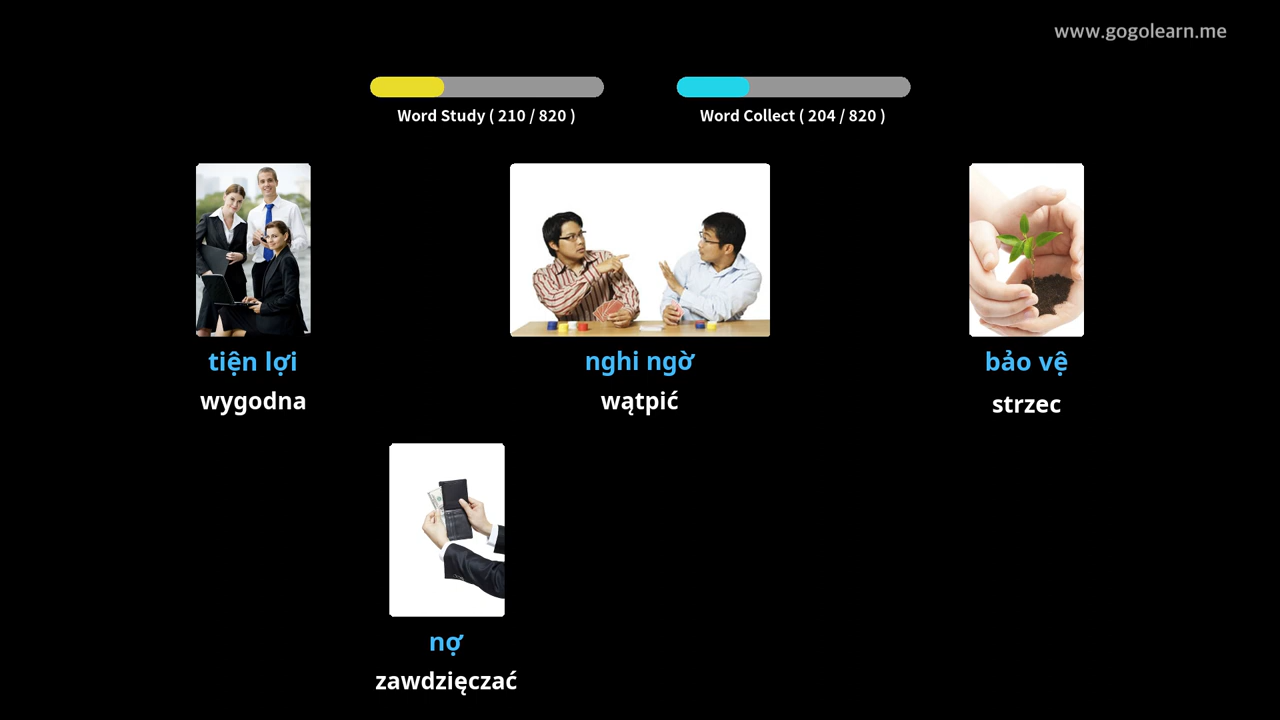 www.gogolearn.me
Word Study ( 210 / 820 )
Word Collect ( 204 / 820 )
tiện lợi
wygodna
nghi ngờ
wątpić
bảo vệ
strzec
nợ
zawdzięczać